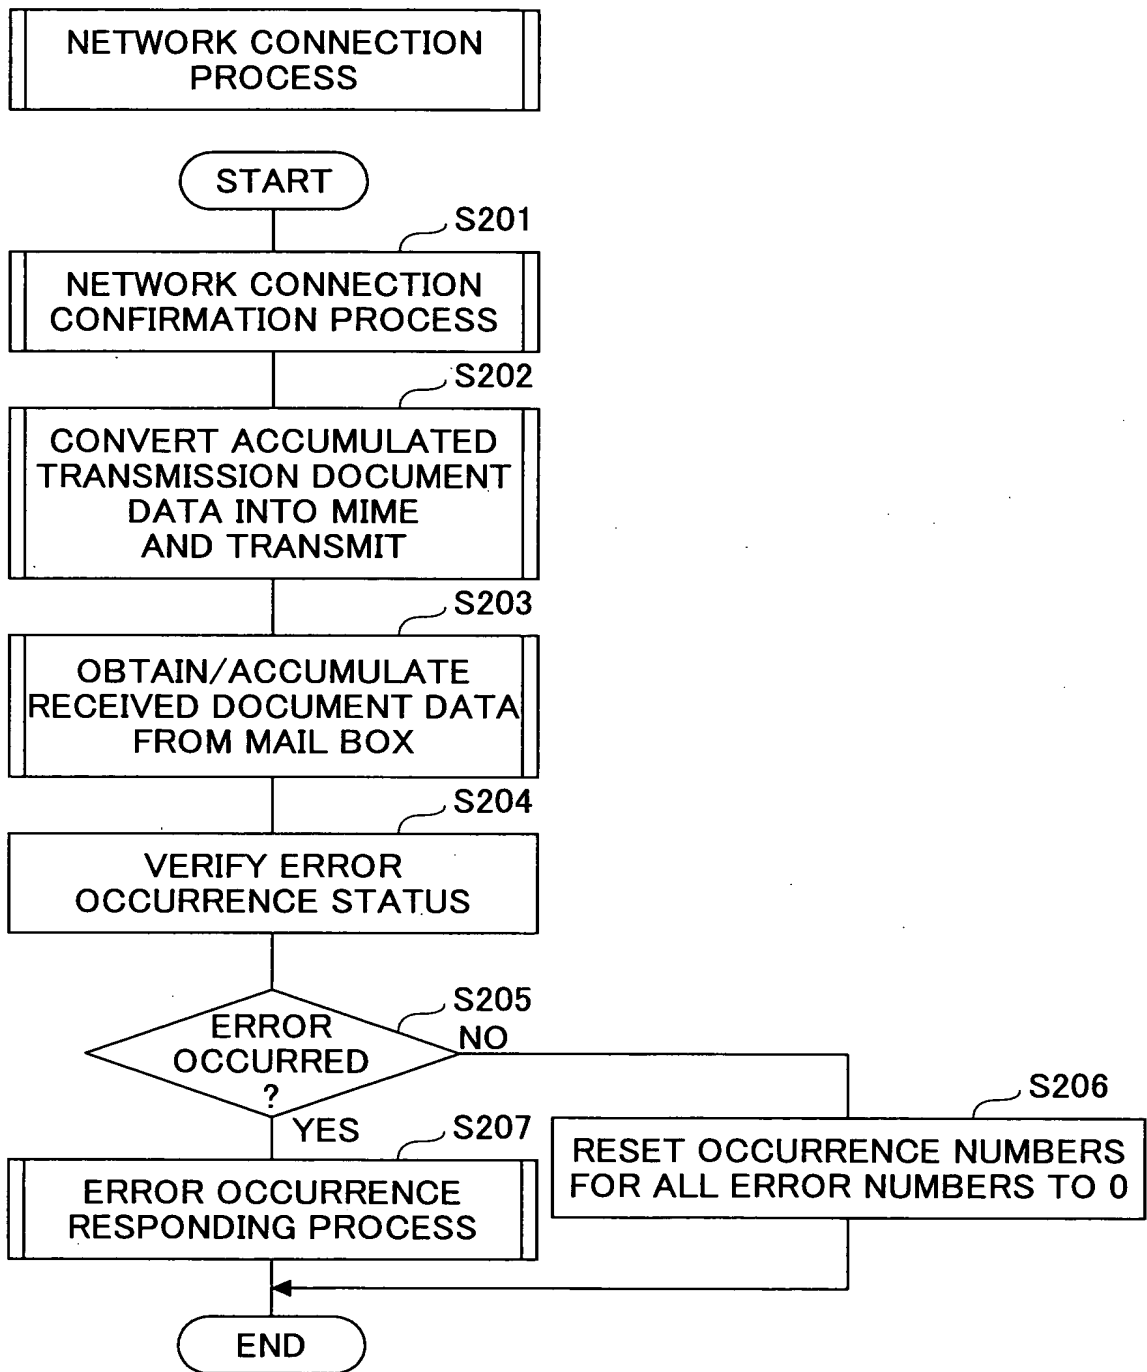 NETWORK CONNECTION
PROCESS
START
S201
NETWORK CONNECTION
CONFIRMATION PROCESS
S202
CONVERT ACCUMULATED
TRANSMISSION DOCUMENT
DATA INTO MIME
AND TRANSMIT
S203
OBTAIN/ACCUMULATE
RECEIVED DOCUMENT DATA
FROM MAIL BOX
S204
VERIFY ERROR
OCCURRENCE STATUS
S205
ERROR
OCCURRED
?
NO
YES
S206
RESET OCCURRENCE NUMBERS
FOR ALL ERROR NUMBERS TO 0
S207
ERROR OCCURRENCE
RESPONDING PROCESS
END